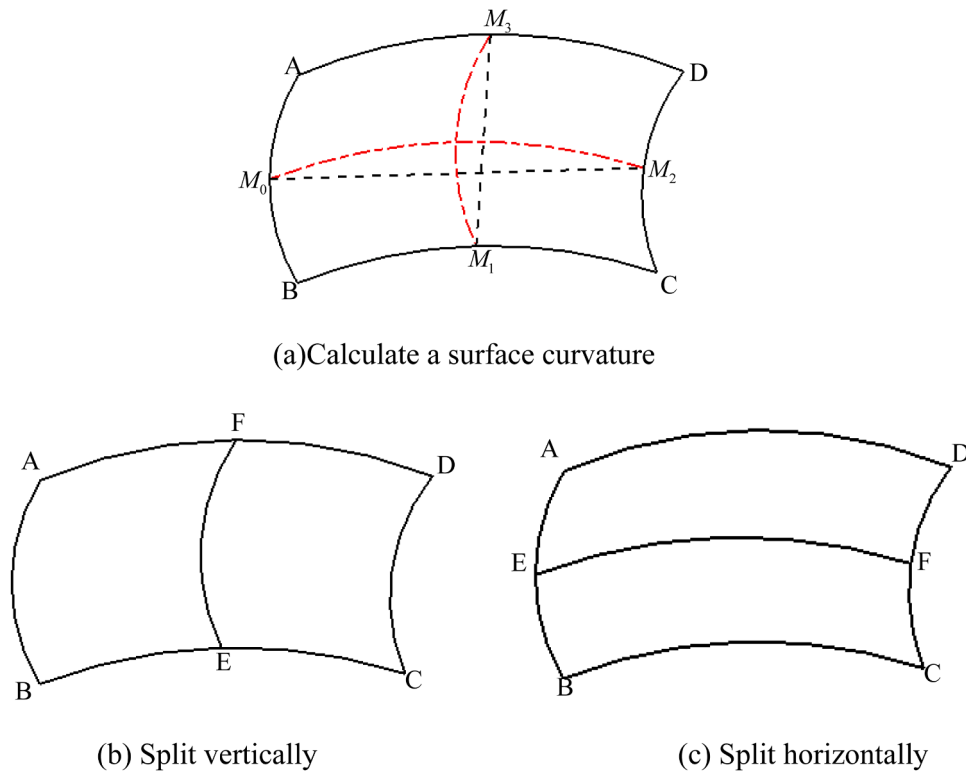 M₃
A
D
M₀
M₂
M₁
B
C
(a)Calculate a surface curvature
F
A
D
B
E
C
A
D
E
F
B
C
(b) Split vertically
(c) Split horizontally